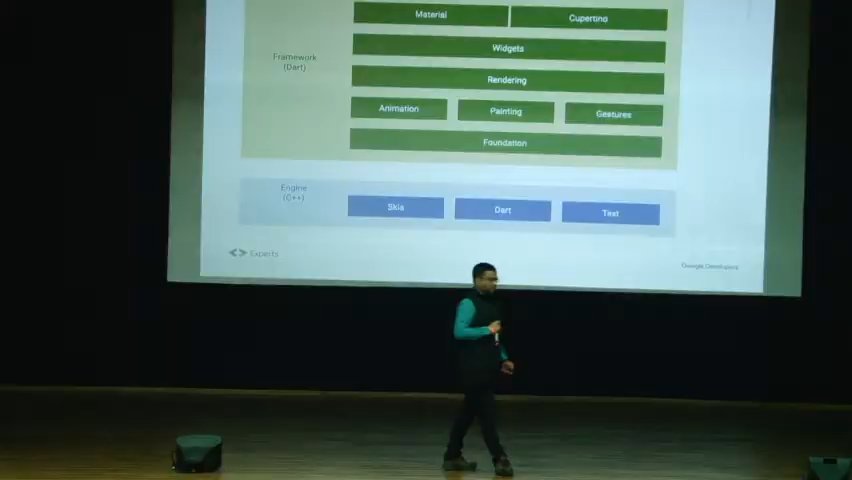 Material Cupertino
Widgets
Framework
(Dart)
Rendering
Animation Painting Gestures
Foundation
Engine
(C++)
Skia Dart Text
<> Experts
Google Developers